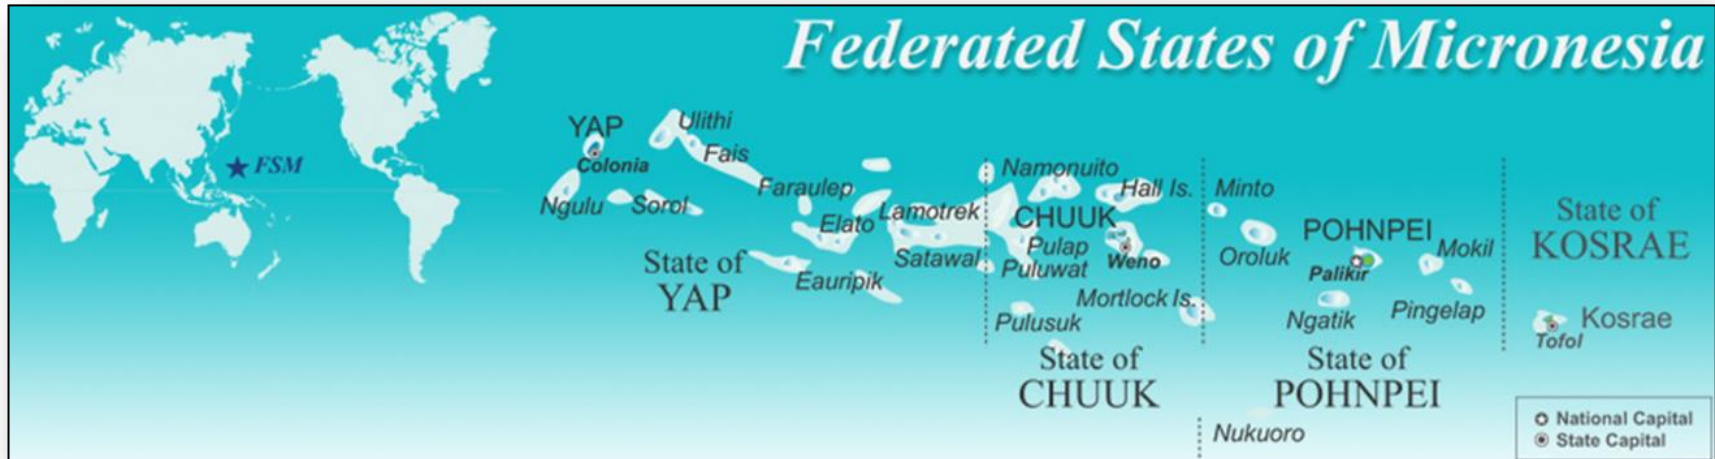 Federated States of Micronesia
FSM
YAP
Colonia
Ulithi
Fais
Ngulu
Sorol
Faraulep
Elato
Lamotrek
Satawal
Eauripik
State of
YAP
Namonuito
Hall Is.
CHUUK
Pulap
Puluwat
Weno
Mortlock Is.
Pulusuk
State of
CHUUK
Minto
Oroluk
POHNPEI
Palikir
Mokil
Ngatik
Pingelap
State of
POHNPEI
Nukuoro
State of
KOSRAE
Kosrae
Tofol
National Capital
State Capital